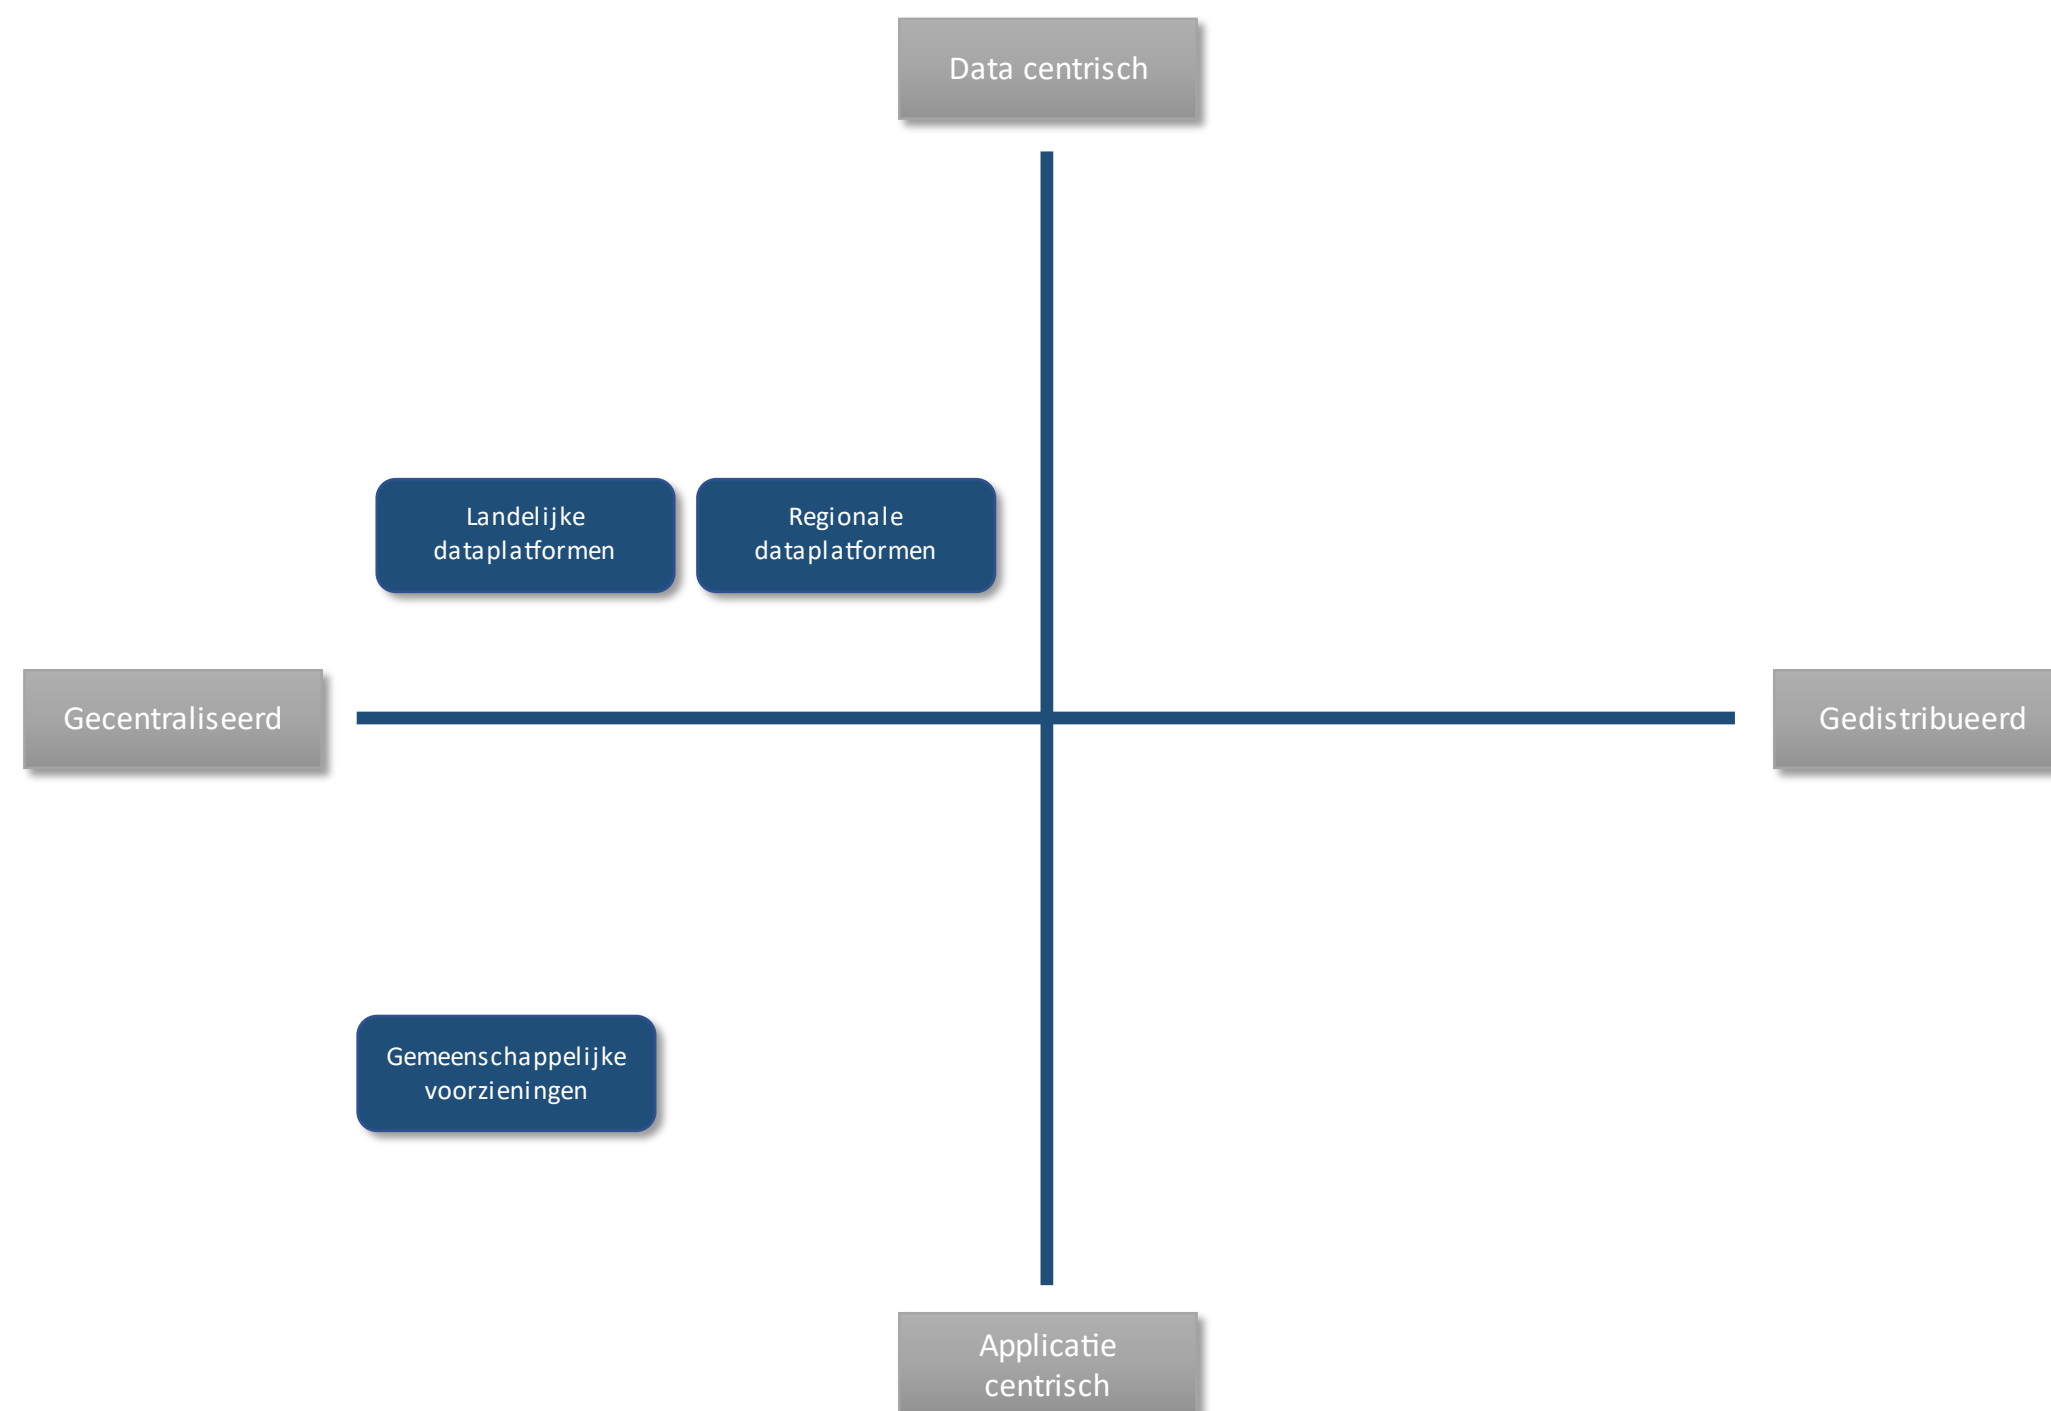 Data centrisch
Landelijke
dataplatformen
Regionale
dataplatformen
Gecentraliseerd
Gedistribueerd
Gemeenschappelijke
voorzieningen
Applicatie
centrisch